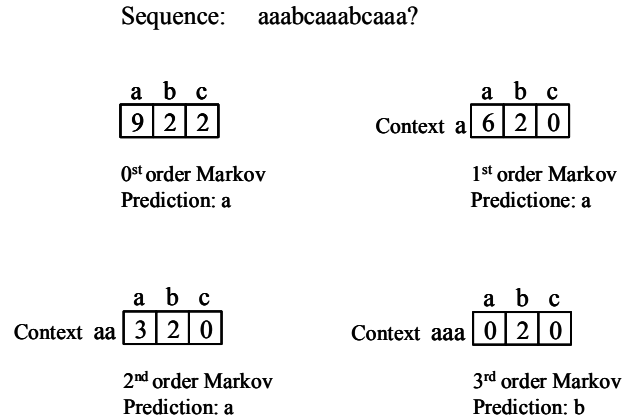 Sequence: aaabcaaabcaaa?
a b c
9 2 2
0st order Markov
Prediction: a
a b c
Context a 6 2 0
1st order Markov
Predictione: a
a b c
Context aa 3 2 0
2nd order Markov
Prediction: a
a b c
Context aaa 0 2 0
3rd order Markov
Prediction: b